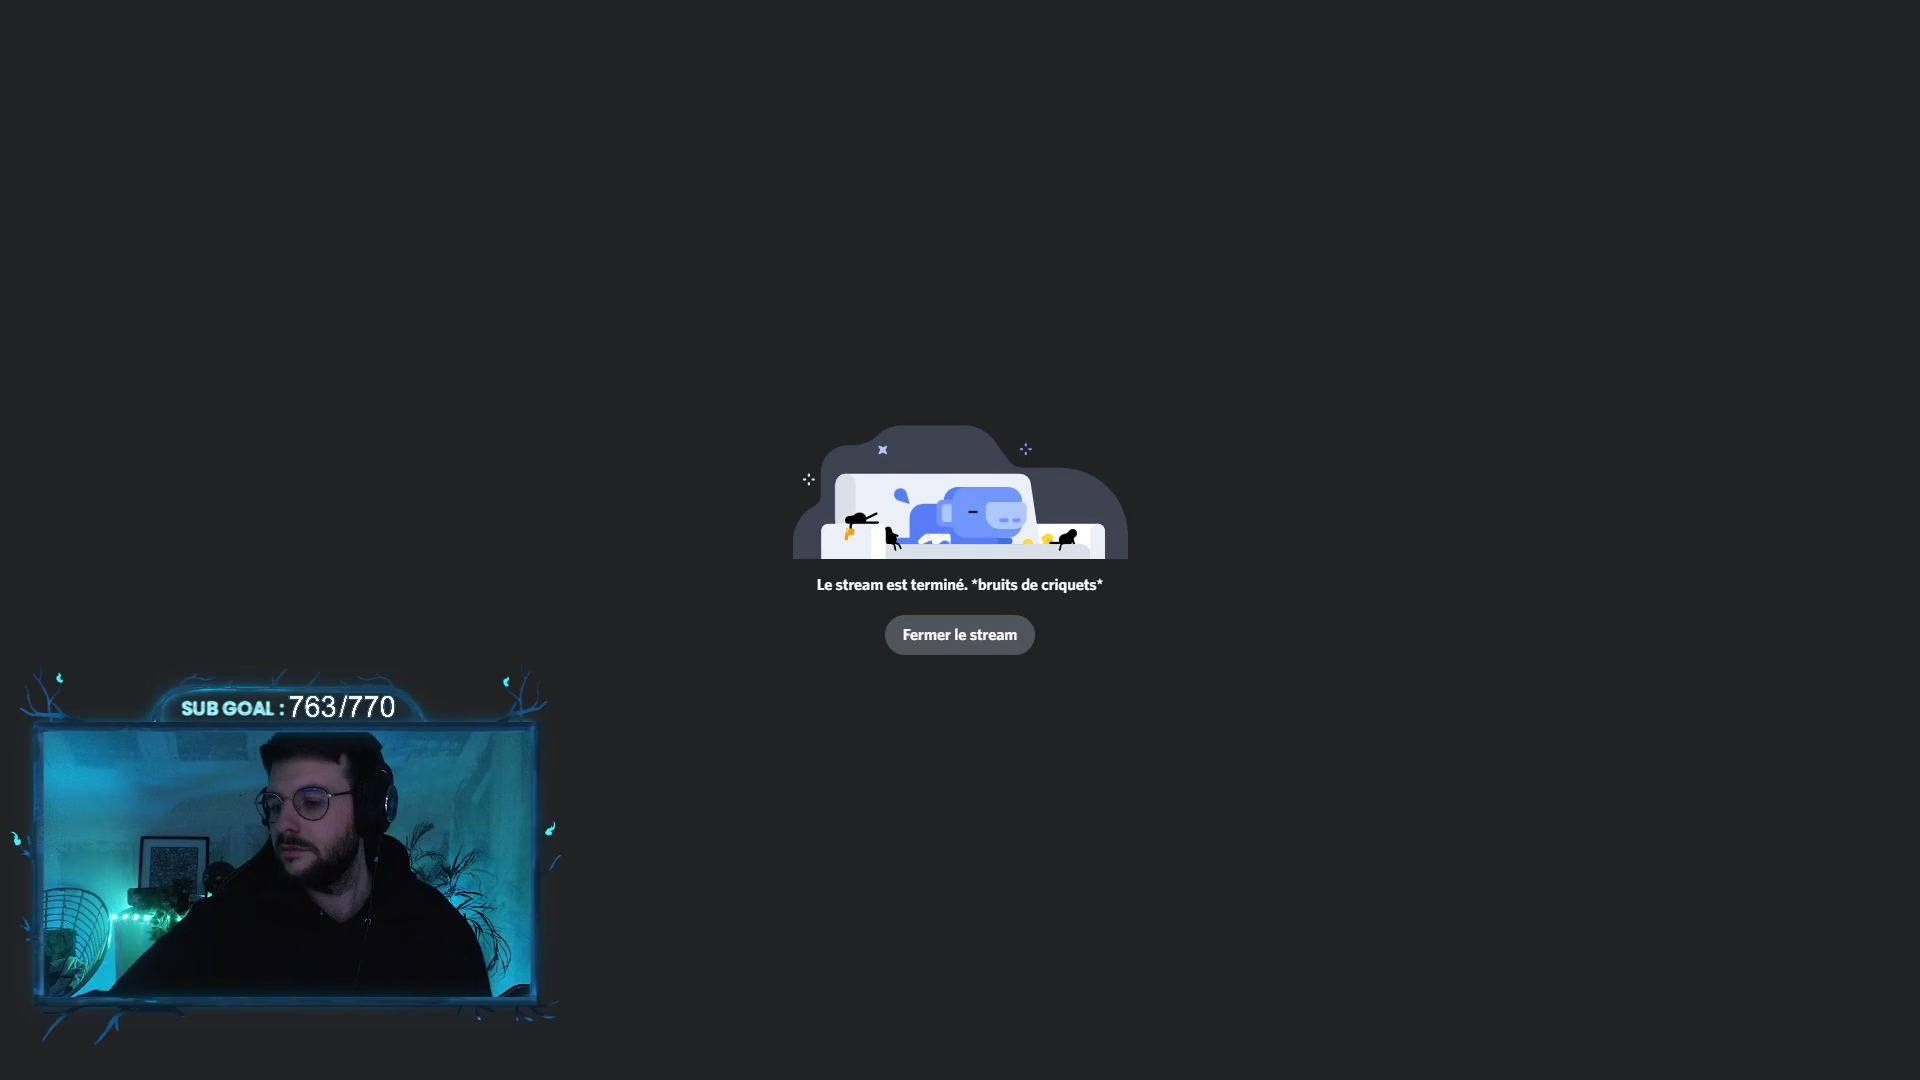 Le stream est terminé. *bruits de criquets*
Fermer le stream
SUB GOAL : 763/770